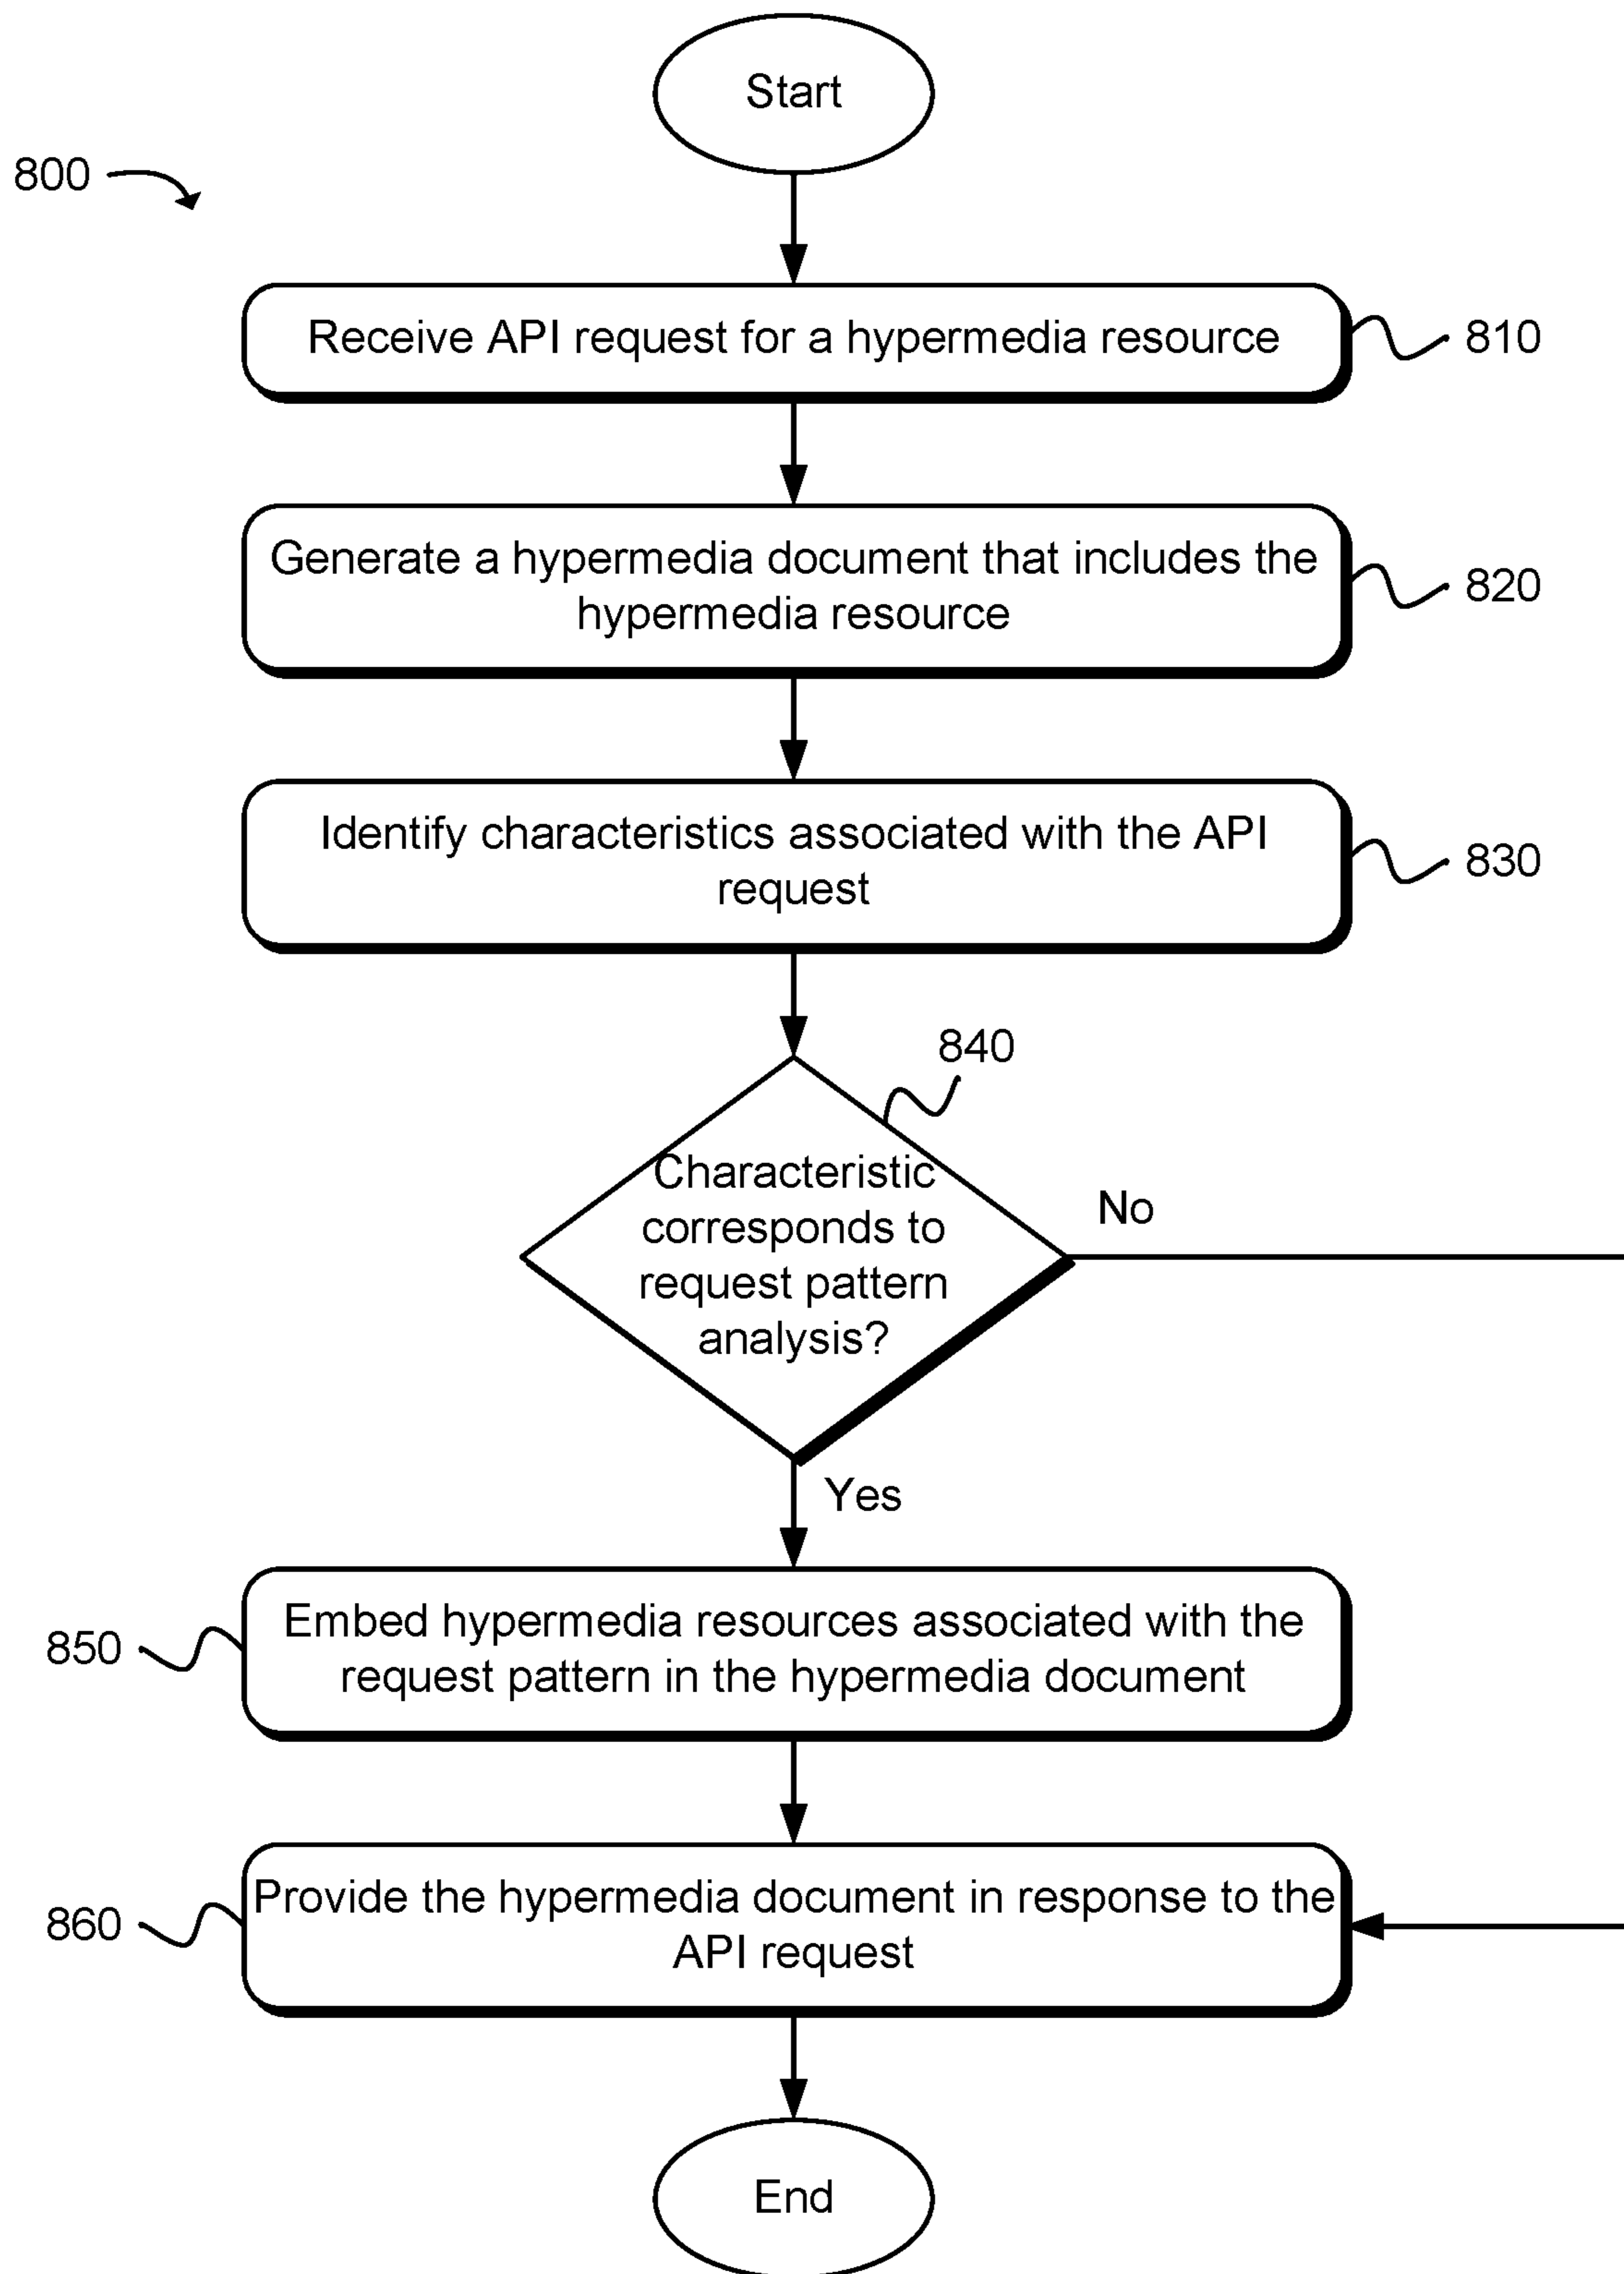 Start
800
Receive API request for a hypermedia resource
810
Generate a hypermedia document that includes the
hypermedia resource
820
Identify characteristics associated with the API
request
830
840
Characteristic
corresponds to
request pattern
analysis?
No
Yes
Embed hypermedia resources associated with the
request pattern in the hypermedia document
850
Provide the hypermedia document in response to the
API request
860
End